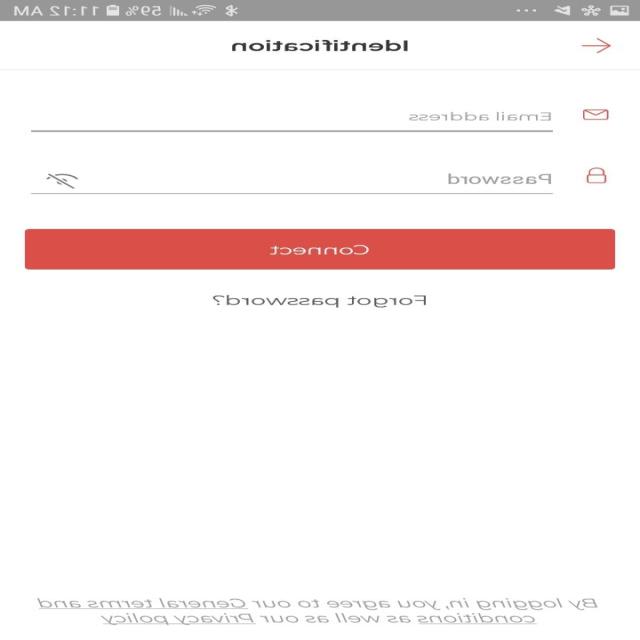 59% 11:12 AM
Identification
Email address
Password
Connect
Forgot password?
By logging in, you agree to our General terms and
conditions as well as our Privacy policy